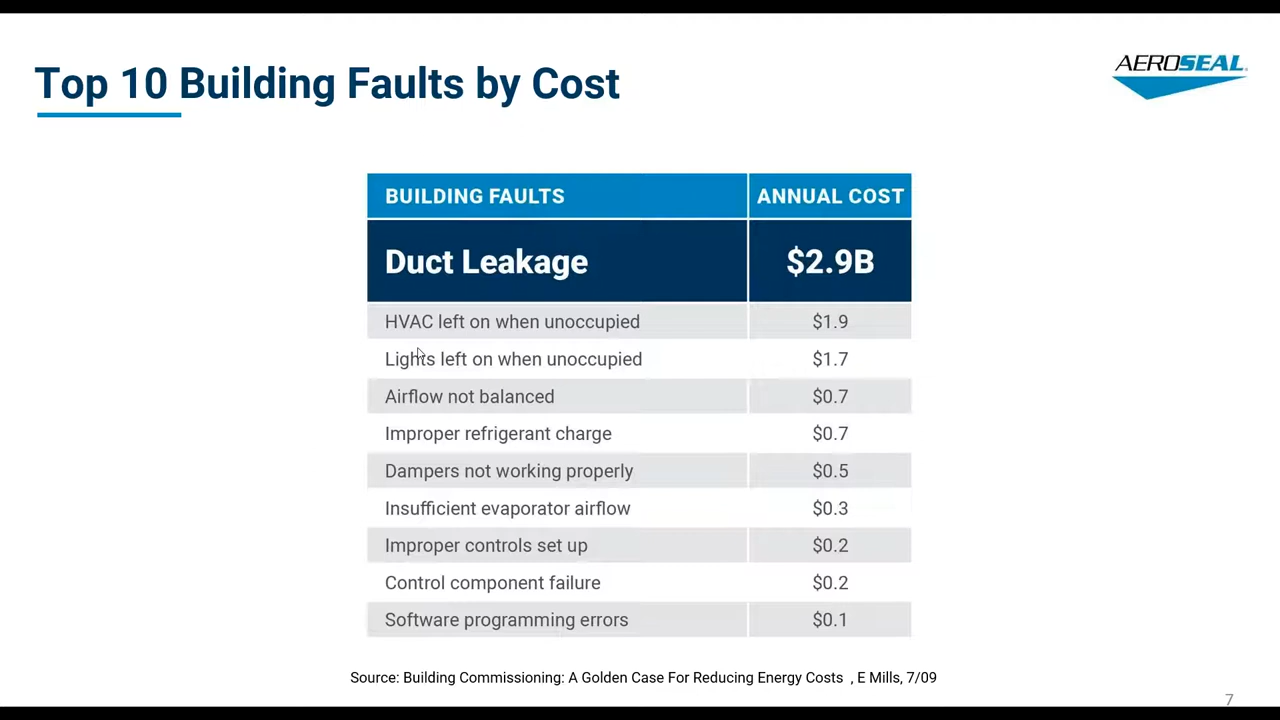 Top 10 Building Faults by Cost
AEROSEAL
BUILDING FAULTS ANNUAL COST
Duct Leakage $2.9B
HVAC left on when unoccupied $1.9
Lights left on when unoccupied $1.7
Airflow not balanced $0.7
Improper refrigerant charge $0.7
Dampers not working properly $0.5
Insufficient evaporator airflow $0.3
Improper controls set up $0.2
Control component failure $0.2
Software programming errors $0.1
Source: Building Commissioning: A Golden Case For Reducing Energy Costs , E Mills, 7/09
7